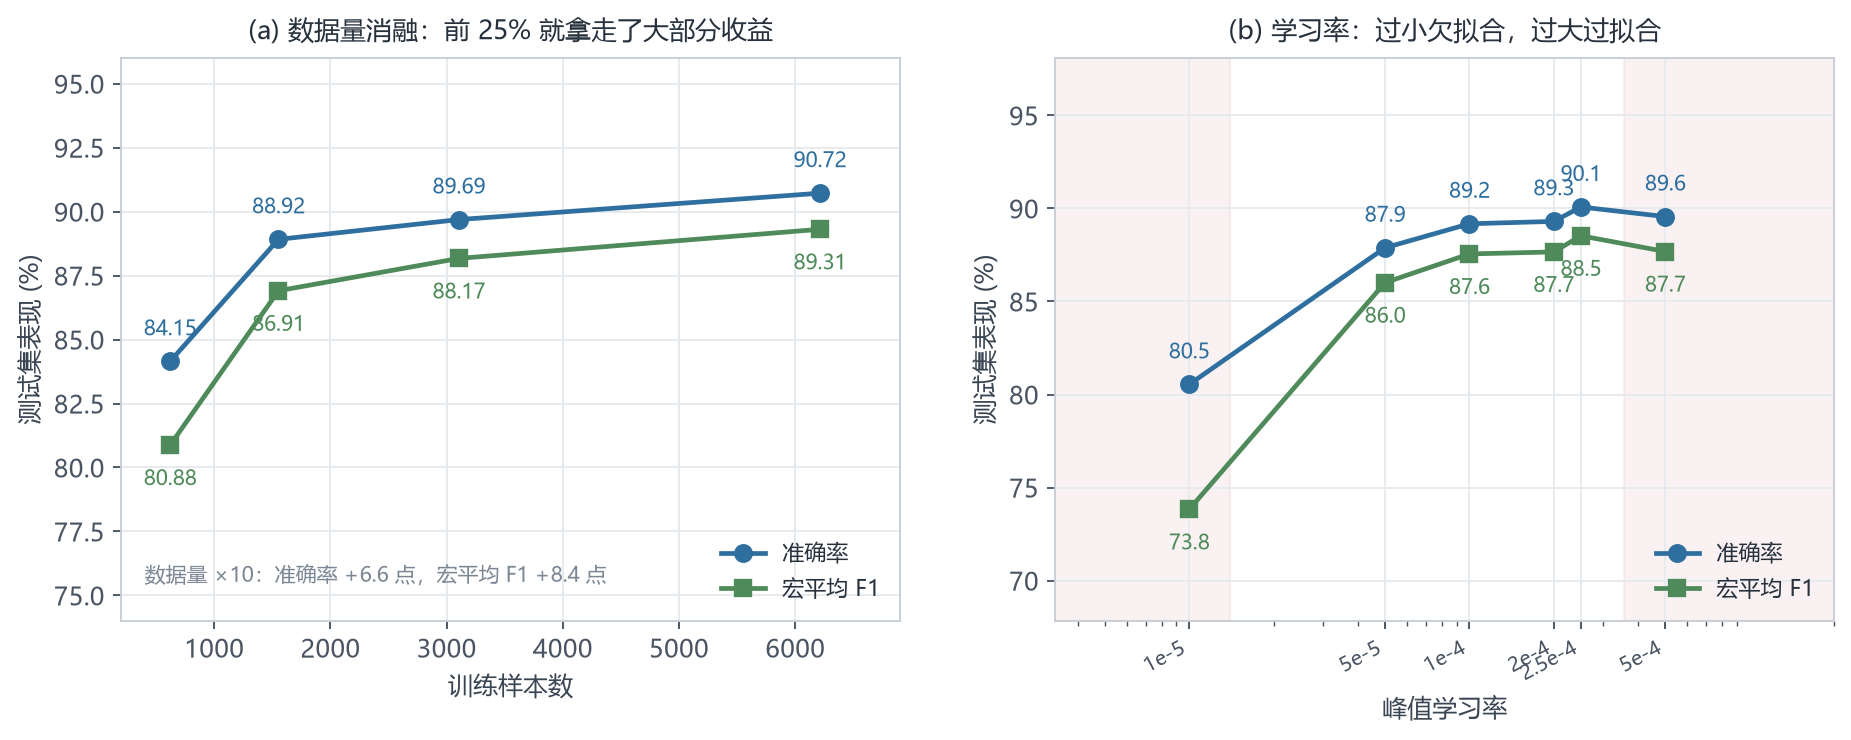 (a) 数据量消融：前 25% 就拿走了大部分收益
95.0
92.5
90.0
87.5
85.0
82.5
80.0
77.5
75.0
测试集表现 (%)
84.15
88.92
89.69
90.72
80.88
86.91
88.17
89.31
数据量 ×10：准确率 +6.6 点，宏平均 F1 +8.4 点
准确率
宏平均 F1
1000 2000 3000 4000 5000 6000
训练样本数
(b) 学习率：过小欠拟合，过大过拟合
95
90
85
80
75
70
测试集表现 (%)
80.5
87.9
89.2
89.3
90.1
89.6
73.8
86.0
87.6
87.7
88.5
87.7
准确率
宏平均 F1
1e-5 5e-5 1e-4 2e-4 2.5e-4 5e-4
峰值学习率